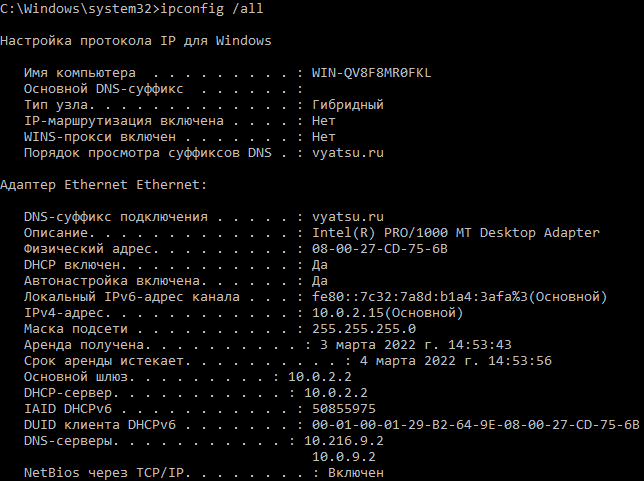 C:\Windows\system32>ipconfig /all
Настройка протокола IP для Windows
Имя компьютера . . . . . . . . . : WIN-QV8F8MR0FKL
Основной DNS-суффикс . . . . . . :
Тип узла. . . . . . . . . . . . . : Гибридный
IP-маршрутизация включена . . . . : Нет
WINS-прокси включен . . . . . . . : Нет
Порядок просмотра суффиксов DNS . : vyatsu.ru
Адаптер Ethernet Ethernet:
DNS-суффикс подключения . . . . . : vyatsu.ru
Описание. . . . . . . . . . . . . : Intel(R) PRO/1000 MT Desktop Adapter
Физический адрес. . . . . . . . . : 08-00-27-CD-75-6B
DHCP включен. . . . . . . . . . . : Да
Автонастройка включена. . . . . . : Да
Локальный IPv6-адрес канала . . . : fe80::7c32:7a8d:b1a4:3afa%3(Основной)
IPv4-адрес. . . . . . . . . . . . : 10.0.2.15(Основной)
Маска подсети . . . . . . . . . . : 255.255.255.0
Аренда получена. . . . . . . . . . : 3 марта 2022 г. 14:53:43
Срок аренды истекает. . . . . . . . . . : 4 марта 2022 г. 14:53:56
Основной шлюз. . . . . . . . . : 10.0.2.2
DHCP-сервер. . . . . . . . . . . : 10.0.2.2
IAID DHCPv6 . . . . . . . . . . . : 50855975
DUID клиента DHCPv6 . . . . . . . : 00-01-00-01-29-B2-64-9E-08-00-27-CD-75-6B
DNS-серверы. . . . . . . . . . . : 10.216.9.2
10.0.9.2
NetBios через TCP/IP. . . . . . . . : Включен